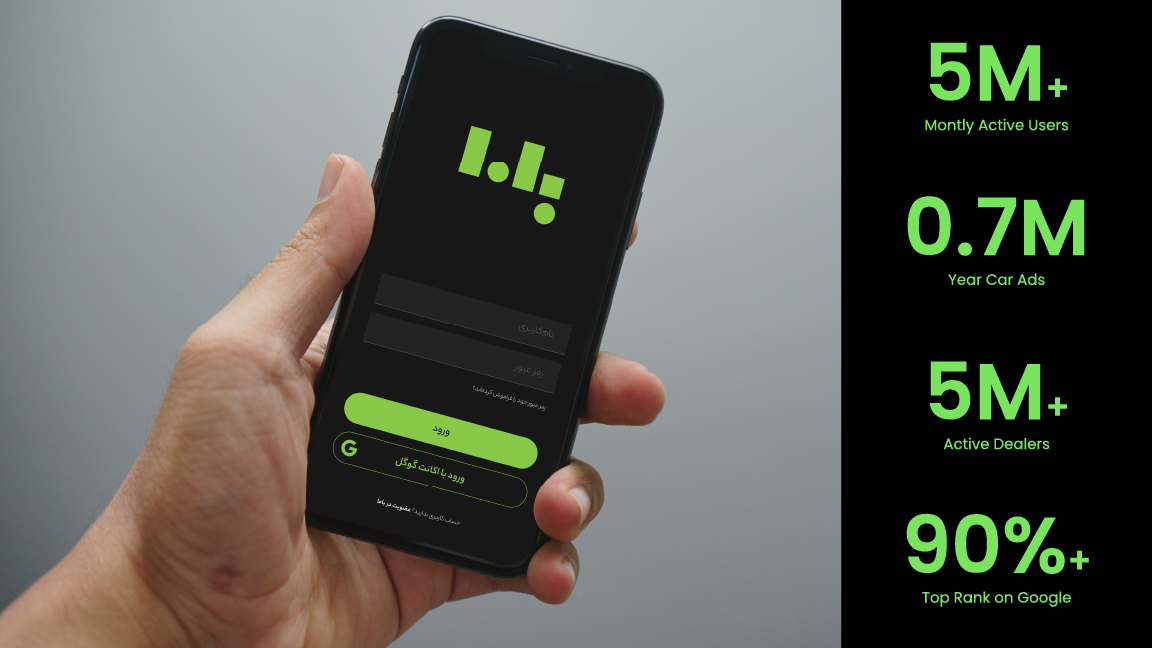 باما
نام‌کاربری
رمز عبور
رمز عبور خود را فراموش کرده‌اید؟
ورود
G
ورود با اکانت گوگل
حساب کاربری ندارید؟ عضویت در باما
5M+
Montly Active Users
0.7M
Year Car Ads
5M+
Active Dealers
90%+
Top Rank on Google